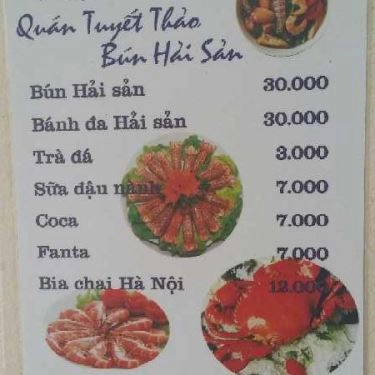 Quán Tuyết Thảo
Bún Hải Sản
Bún Hải sản 30.000
Bánh đa Hải sản 30.000
Trà đá 3.000
Sữa dậu nành 7.000
Coca 7.000
Fanta 7.000
Bia chai Hà Nội 12.000